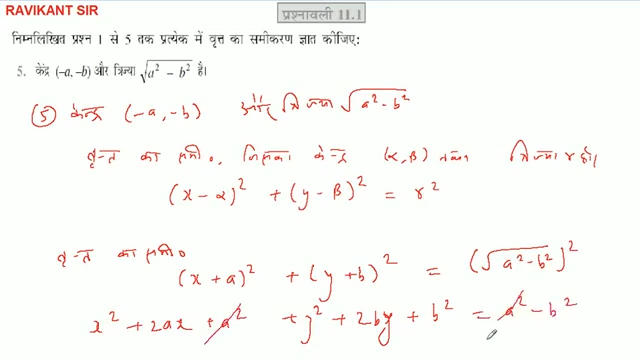 RAVIKANT SIR
प्रश्नावली 11.1
निम्नलिखित प्रश्न 1 से 5 तक प्रत्येक में वृत्त का समीकरण ज्ञात कीजिए:
5. केंद्र (–a, –b) और त्रिज्या √(a² − b²) है।
(5) केन्द्र (-a, -b) और त्रिज्या √(a²-b²)
वृत्त का समी० जिसका केन्द्र (α, β) तथा त्रिज्या r हो।
(x-α)² + (y-β)² = r²
वृत्त का समी०
(x+a)² + (y+b)² = (√(a²-b²))²
x² + 2ax + a² + y² + 2by + b² = a² - b²